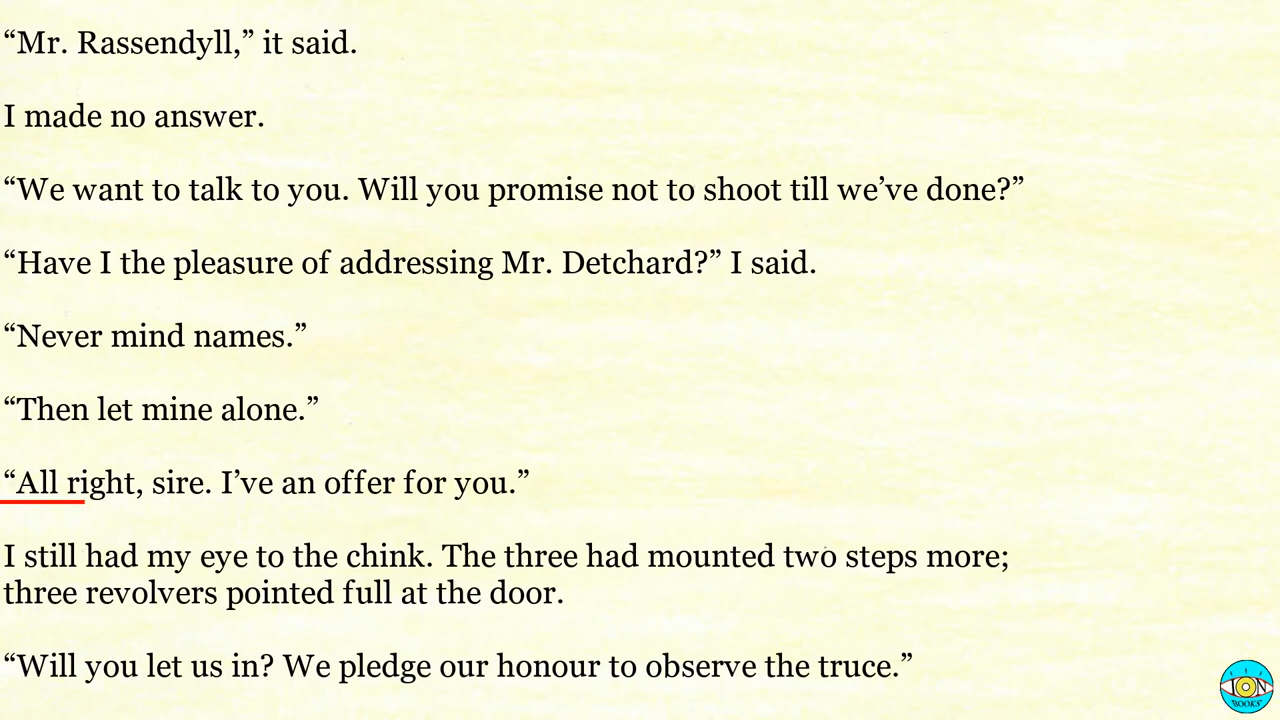 “Mr. Rassendyll,” it said.
I made no answer.
“We want to talk to you. Will you promise not to shoot till we’ve done?”
“Have I the pleasure of addressing Mr. Detchard?” I said.
“Never mind names.”
“Then let mine alone.”
“All right, sire. I’ve an offer for you.”
I still had my eye to the chink. The three had mounted two steps more;
three revolvers pointed full at the door.
“Will you let us in? We pledge our honour to observe the truce.”
ION
BOOKS